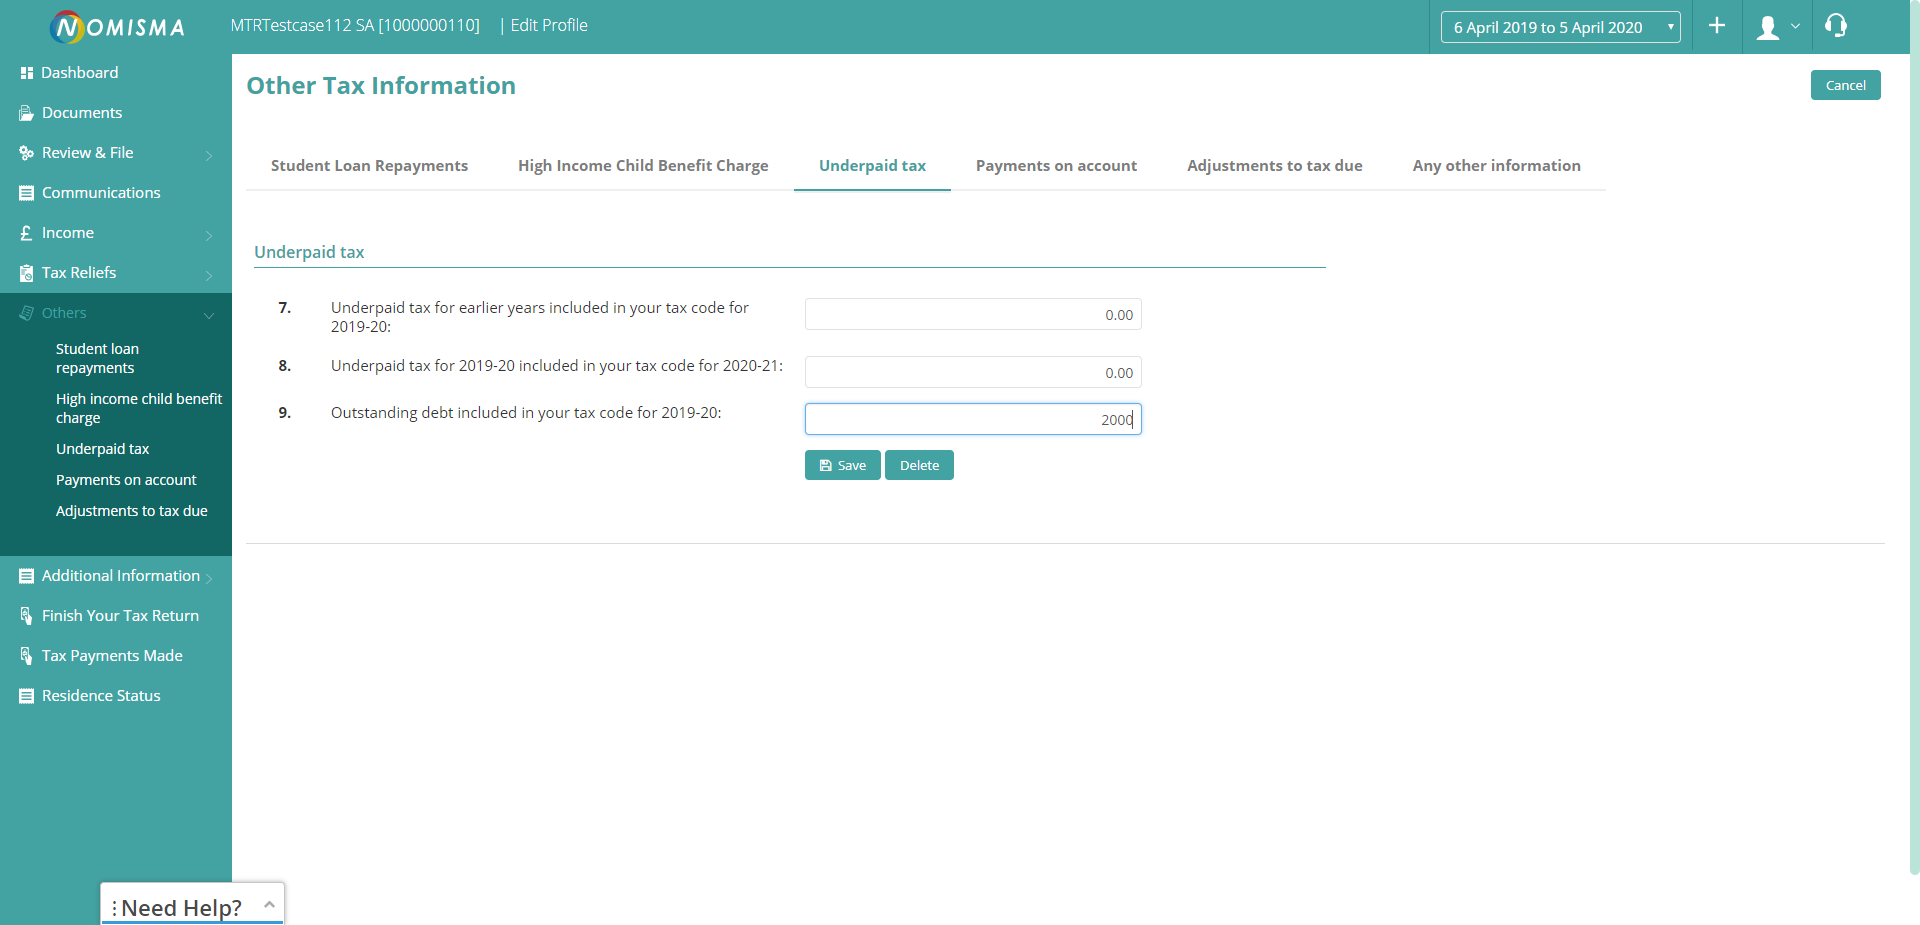 NOMISMA
MTRTestcase112 SA [1000000110] | Edit Profile
6 April 2019 to 5 April 2020
Dashboard
Documents
Review & File
Communications
Income
Tax Reliefs
Others
Student loan
repayments
High income child benefit
charge
Underpaid tax
Payments on account
Adjustments to tax due
Additional Information
Finish Your Tax Return
Tax Payments Made
Residence Status
Need Help?
Other Tax Information
Cancel
Student Loan Repayments
High Income Child Benefit Charge
Underpaid tax
Payments on account
Adjustments to tax due
Any other information
Underpaid tax
7. Underpaid tax for earlier years included in your tax code for
2019-20:
0.00
8. Underpaid tax for 2019-20 included in your tax code for 2020-21:
0.00
9. Outstanding debt included in your tax code for 2019-20:
2000
Save
Delete